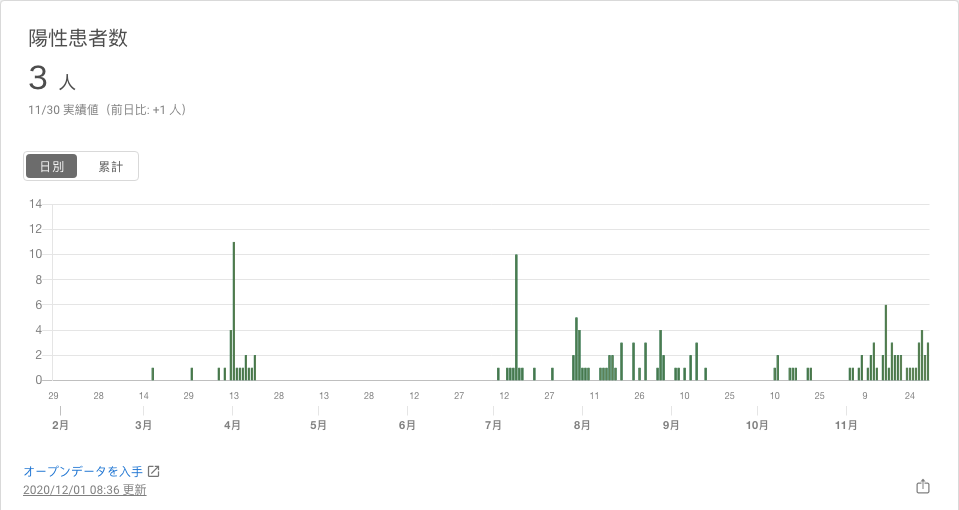 陽性患者数
3 人
11/30 実績値（前日比: +1 人）
日別 累計
14
12
10
8
6
4
2
0
29 28 14 29 13 28 13 28 12 27 12 27 11 26 10 25 10 25 9 24
2月 3月 4月 5月 6月 7月 8月 9月 10月 11月
オープンデータを入手
2020/12/01 08:36 更新